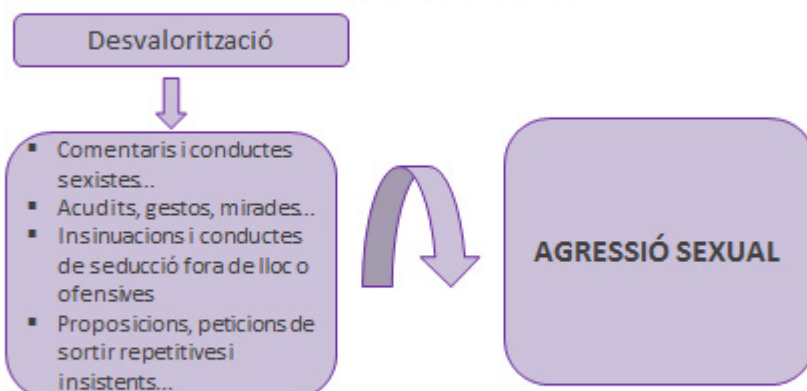 Desvalorització
▪ Comentaris i conductes
sexistes...
▪ Acudits, gestos, mirades...
▪ Insinuacions i conductes
de seducció fora de lloc o
ofensives
▪ Proposicions, peticions de
sortir repetitives i
insistents...
AGRESSIÓ SEXUAL